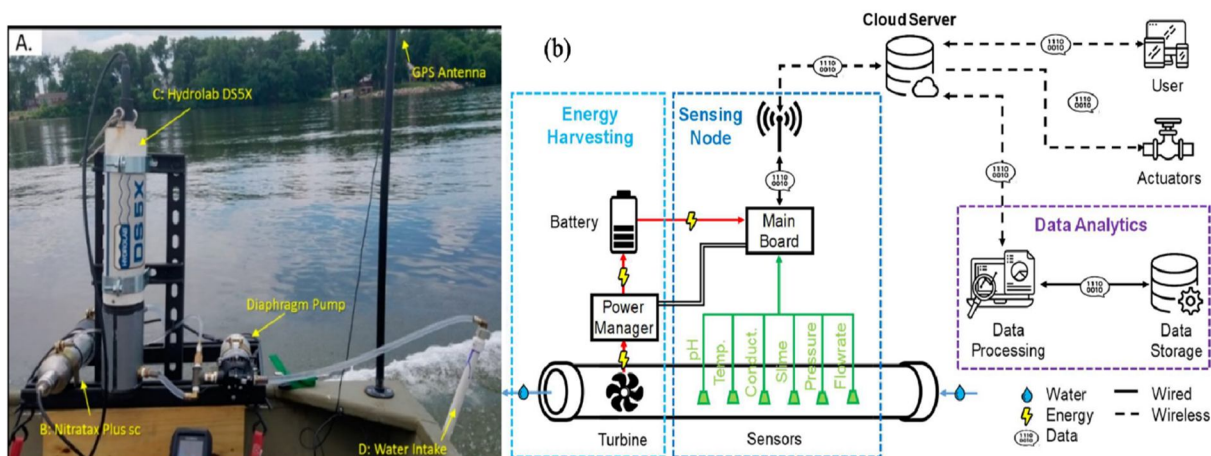 A.
GPS Antenna
C: Hydrolab DS5X
DS5X
Diaphragm Pump
B: Nitratax Plus sc
D: Water Intake
(b)
Cloud Server
1110
0010
1110
0010
User
1110
0010
Actuators
1110
0010
Energy
Harvesting
Sensing
Node
1110
0010
Battery
Main
Board
Power
Manager
pH
Temp.
Conduct.
Slime
Pressure
Flowrate
Turbine
Sensors
Data Analytics
1110
0010
Data
Processing
Data
Storage
Water
Energy
1110
0010
Data
Wired
Wireless